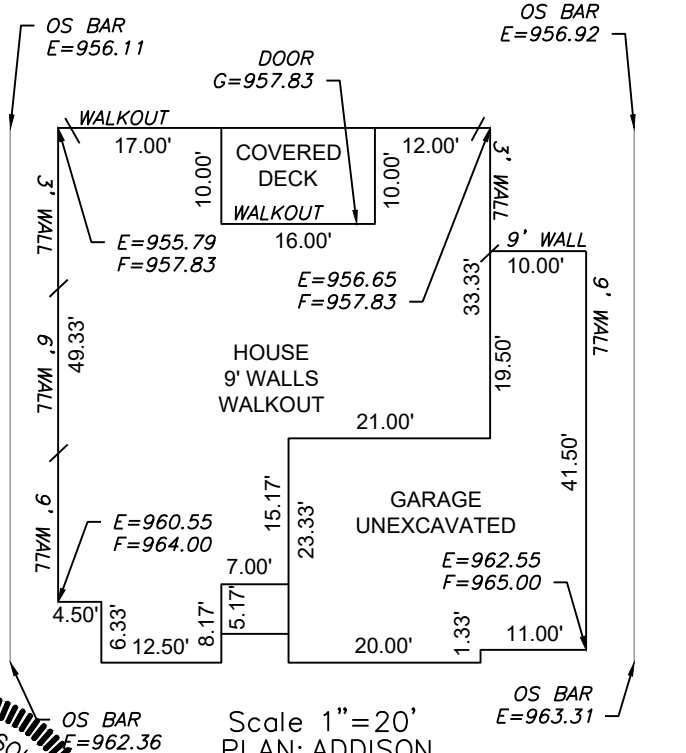 OS BAR
E=956.11
OS BAR
E=956.92
DOOR
G=957.83
WALKOUT
17.00'
COVERED
DECK
12.00'
10.00'
10.00'
WALKOUT
16.00'
3' WALL
3' WALL
9' WALL
10.00'
E=955.79
F=957.83
E=956.65
F=957.83
33.33'
9' WALL
6' WALL
49.33'
HOUSE
9' WALLS
WALKOUT
19.50'
21.00'
41.50'
9' WALL
15.17'
23.33'
GARAGE
UNEXCAVATED
E=960.55
F=964.00
E=962.55
F=965.00
7.00'
4.50'
6.33'
12.50'
8.17'
5.17'
20.00'
1.33'
11.00'
OS BAR
E=963.31
OS BAR
E=962.36
Scale 1"=20'
PLAN: ADDISON